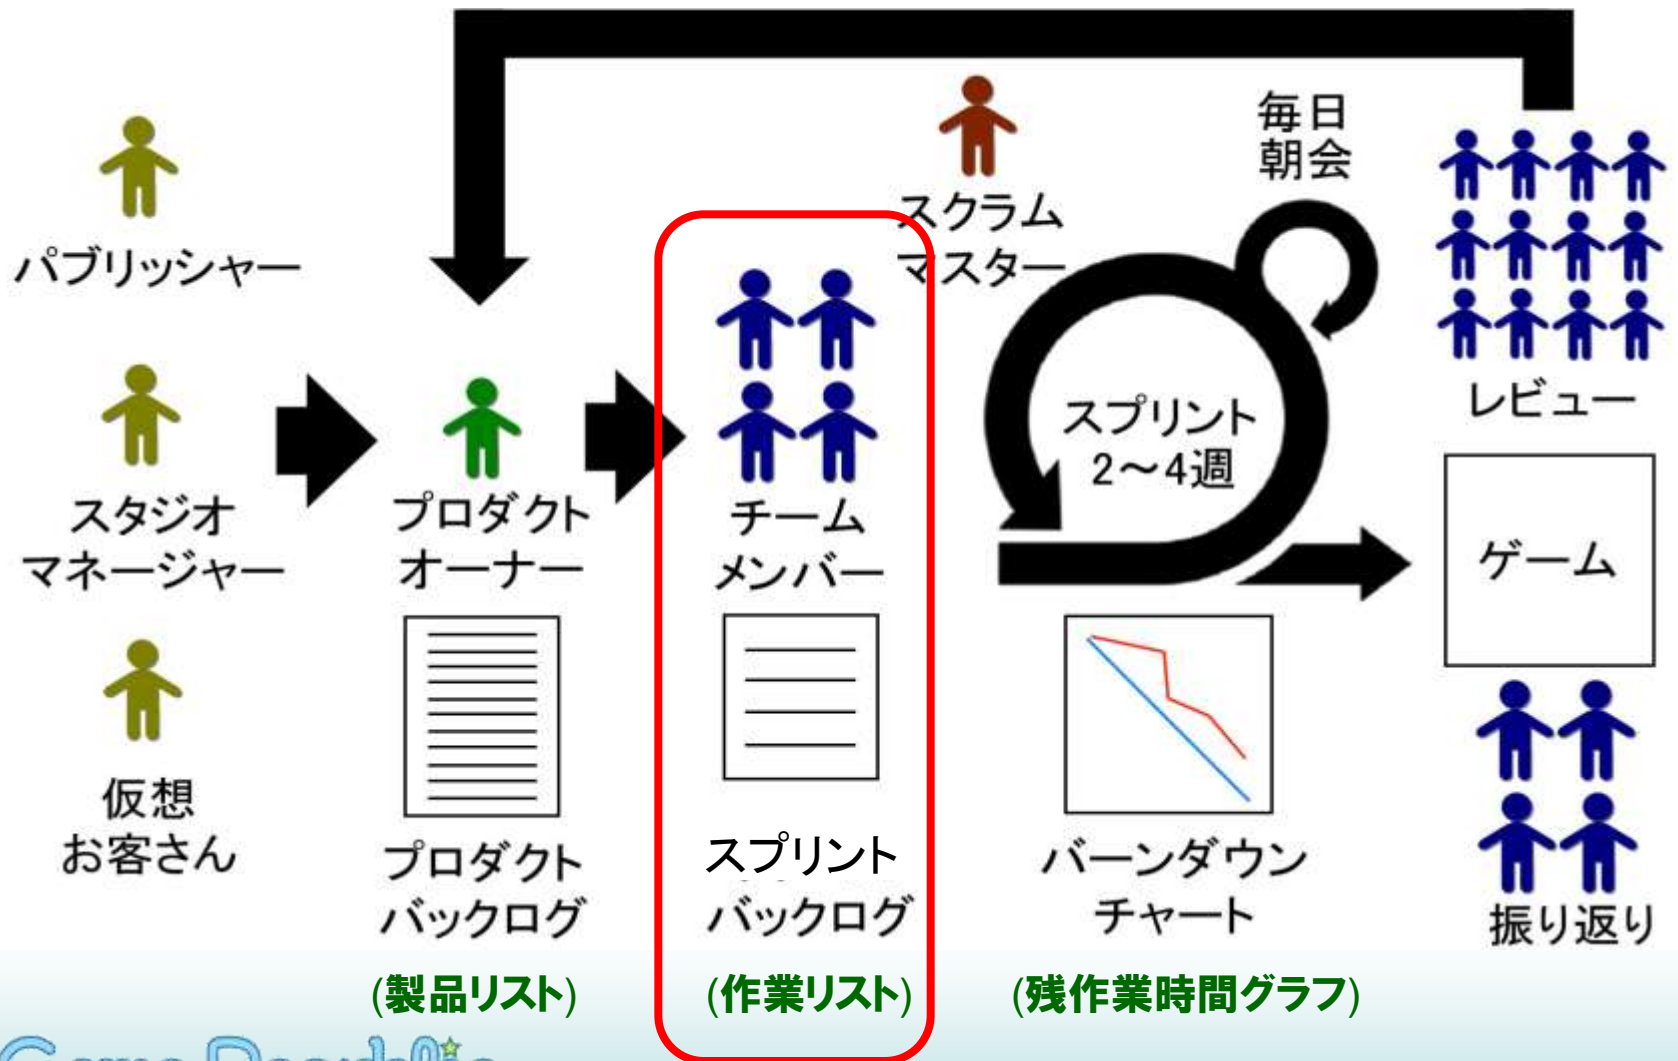 毎日
朝会
スクラム
マスター
パブリッシャー
レビュー
スプリント
2～4週
スタジオ
マネージャー
プロダクト
オーナー
チーム
メンバー
ゲーム
仮想
お客さん
プロダクト
バックログ
スプリント
バックログ
バーンダウン
チャート
振り返り
(製品リスト)
(作業リスト)
(残作業時間グラフ)